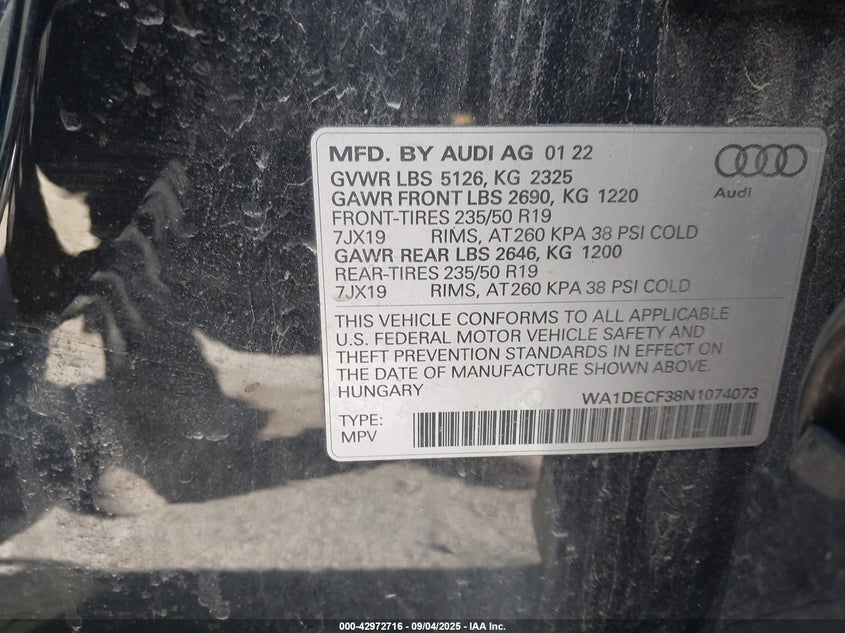 MFD. BY AUDI AG 01 22
GVWR LBS 5126, KG 2325
GAWR FRONT LBS 2690, KG 1220
FRONT-TIRES 235/50 R19
7JX19 RIMS, AT 260 KPA 38 PSI COLD
GAWR REAR LBS 2646, KG 1200
REAR-TIRES 235/50 R19
7JX19 RIMS, AT 260 KPA 38 PSI COLD
Audi
THIS VEHICLE CONFORMS TO ALL APPLICABLE
U.S. FEDERAL MOTOR VEHICLE SAFETY AND
THEFT PREVENTION STANDARDS IN EFFECT ON
THE DATE OF MANUFACTURE SHOWN ABOVE.
HUNGARY
WA1DECF38N1074073
TYPE:
MPV
000-42972716 - 09/04/2025 - IAA Inc.